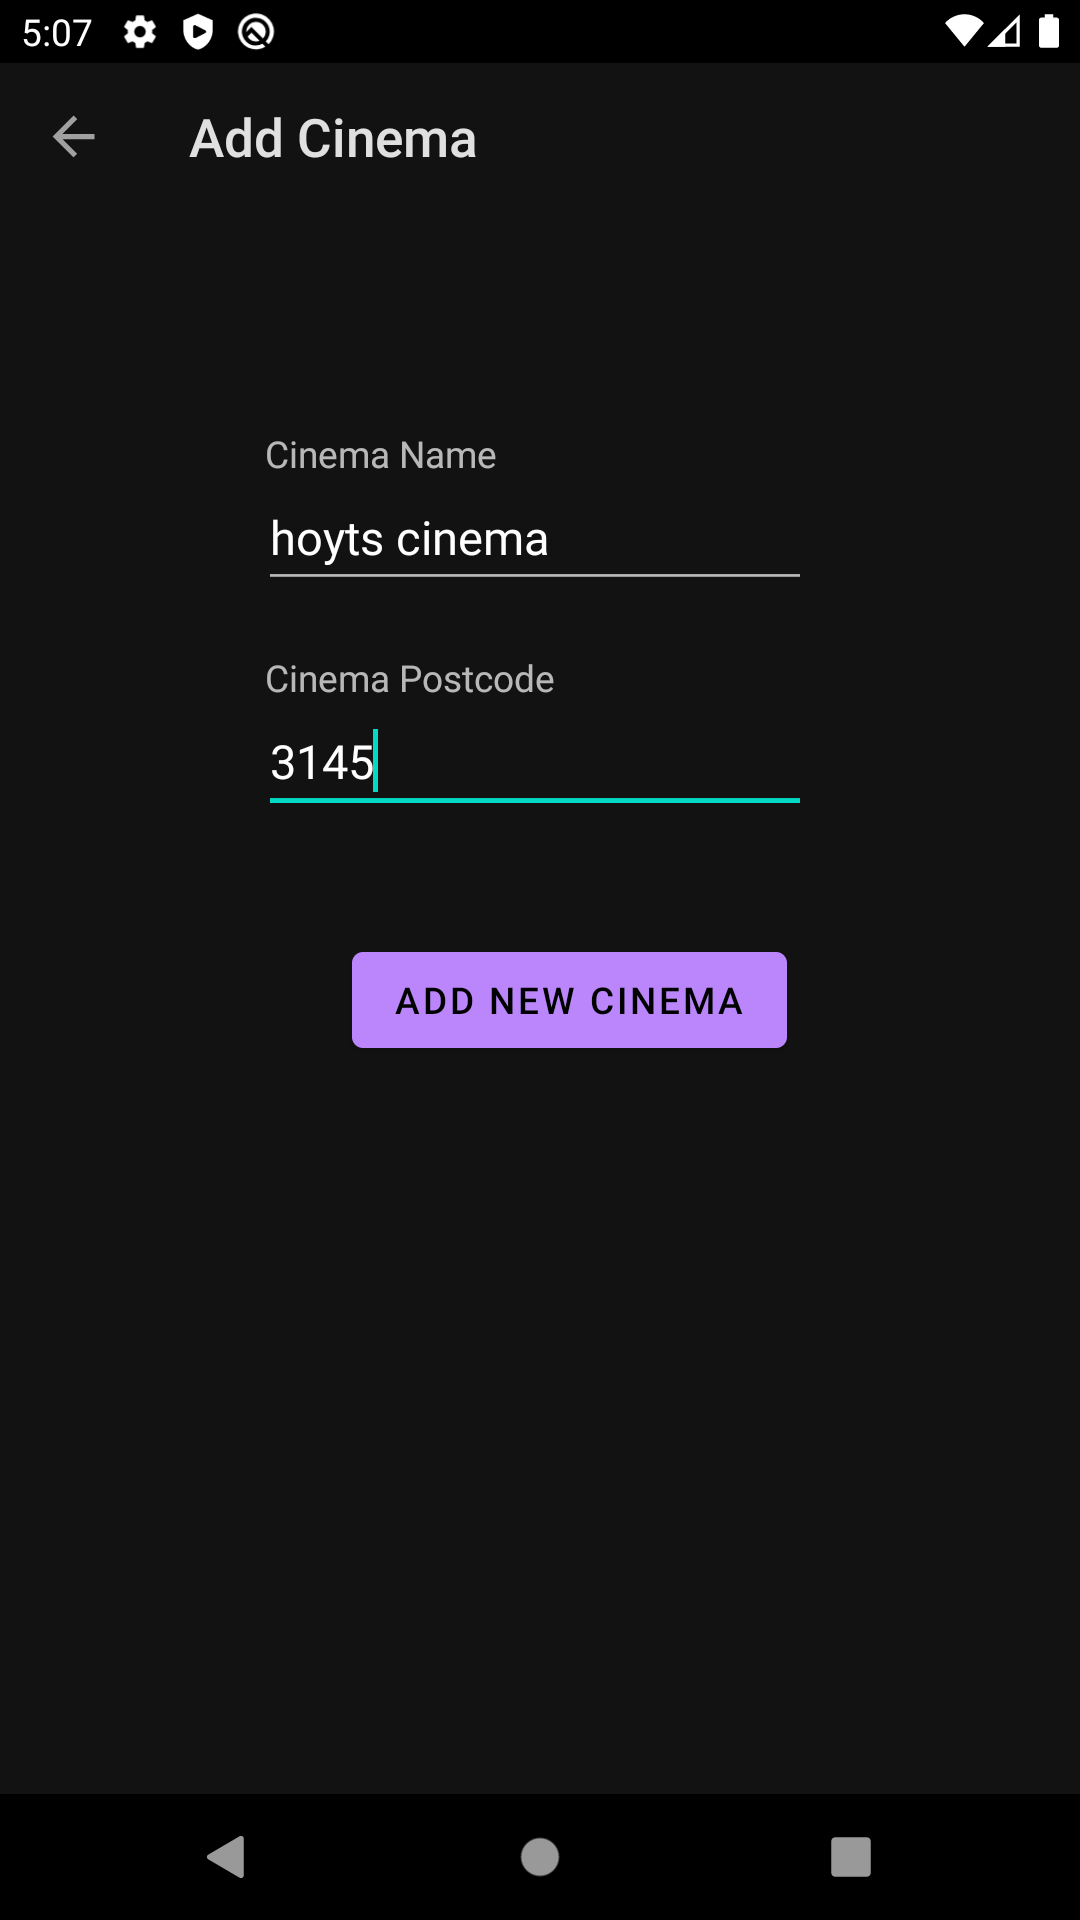 5:07
Add Cinema
Cinema Name
hoyts cinema
Cinema Postcode
3145
ADD NEW CINEMA